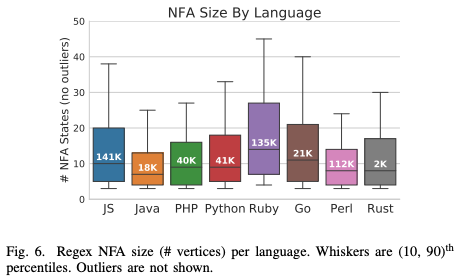 NFA Size By Language
# NFA States (no outliers)
50
40
30
20
10
0
141K
18K
40K
41K
135K
21K
112K
2K
JS Java PHP Python Ruby Go Perl Rust
Fig. 6. Regex NFA size (# vertices) per language. Whiskers are (10, 90)th
percentiles. Outliers are not shown.